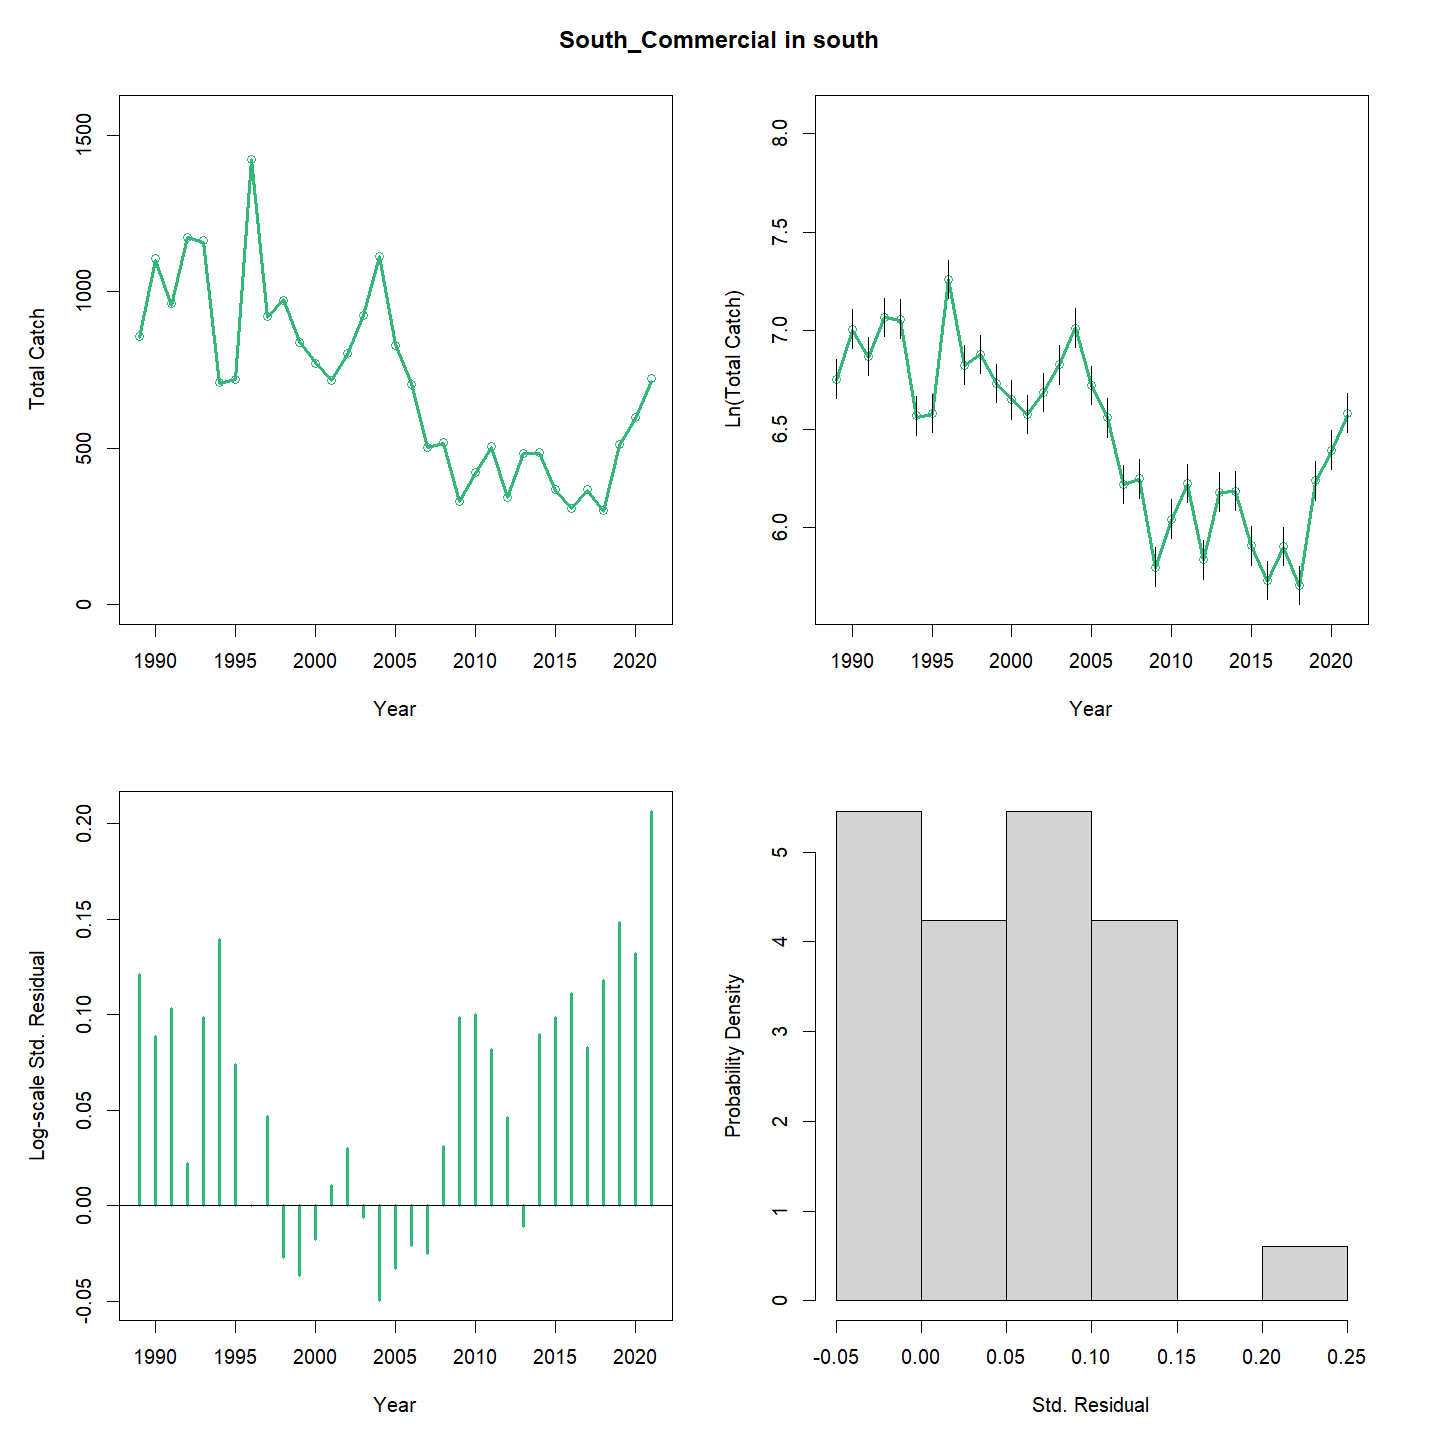 South_Commercial in south
Total Catch
1500
1000
500
0
1990 1995 2000 2005 2010 2015 2020
Year
Ln(Total Catch)
8.0
7.5
7.0
6.5
6.0
1990 1995 2000 2005 2010 2015 2020
Year
Log-scale Std. Residual
0.20
0.15
0.10
0.05
0.00
-0.05
1990 1995 2000 2005 2010 2015 2020
Year
Probability Density
5
4
3
2
1
0
-0.05 0.00 0.05 0.10 0.15 0.20 0.25
Std. Residual